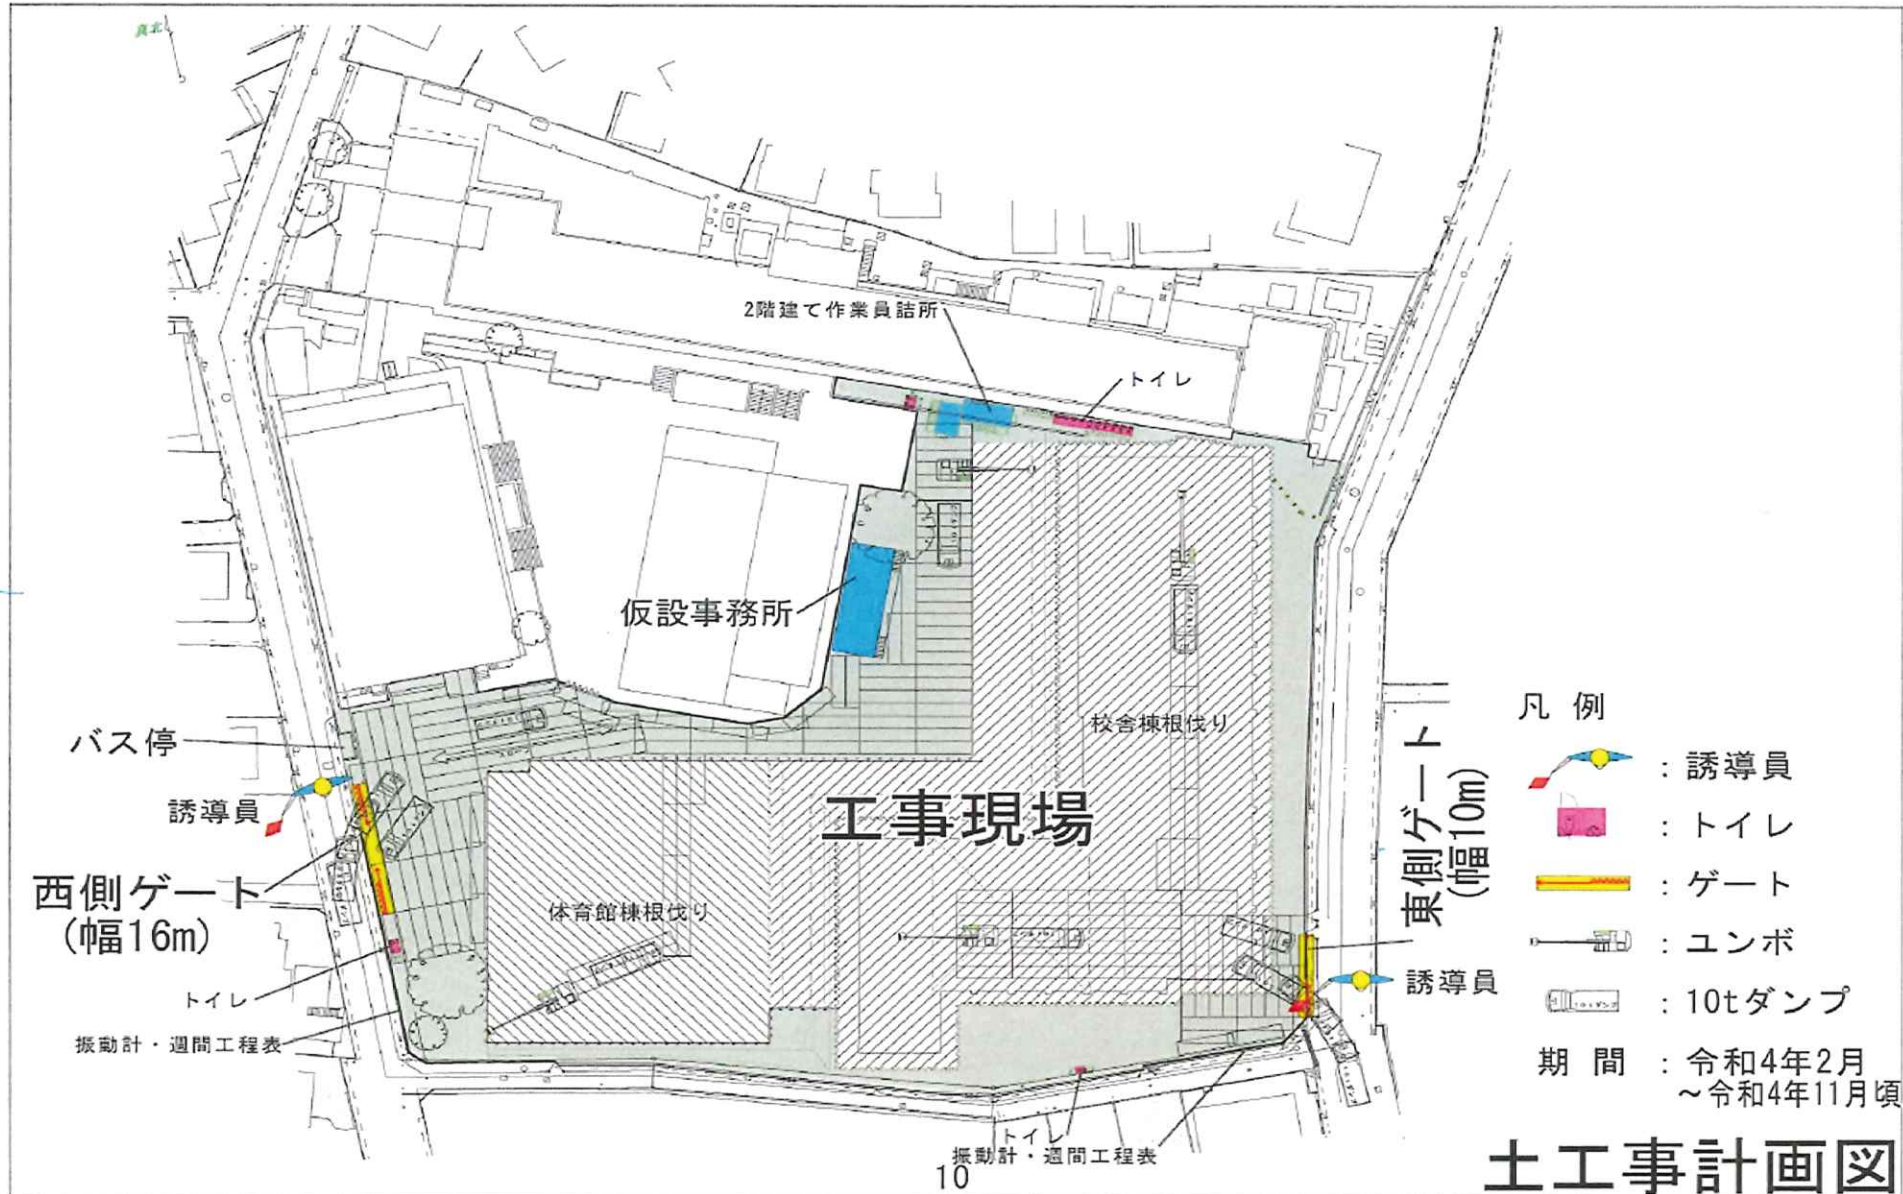 真北
2階建て作業員詰所
トイレ
仮設事務所
校舎棟根伐り
バス停
誘導員
工事現場
西側ゲート
(幅16m)
体育館棟根伐り
東側ゲート
(幅10m)
誘導員
トイレ
振動計・週間工程表
トイレ
振動計・週間工程表
凡 例
：誘導員
：トイレ
：ゲート
：ユンボ
：10tダンプ
期 間 ：令和4年2月
～令和4年11月頃
土工事計画図
10